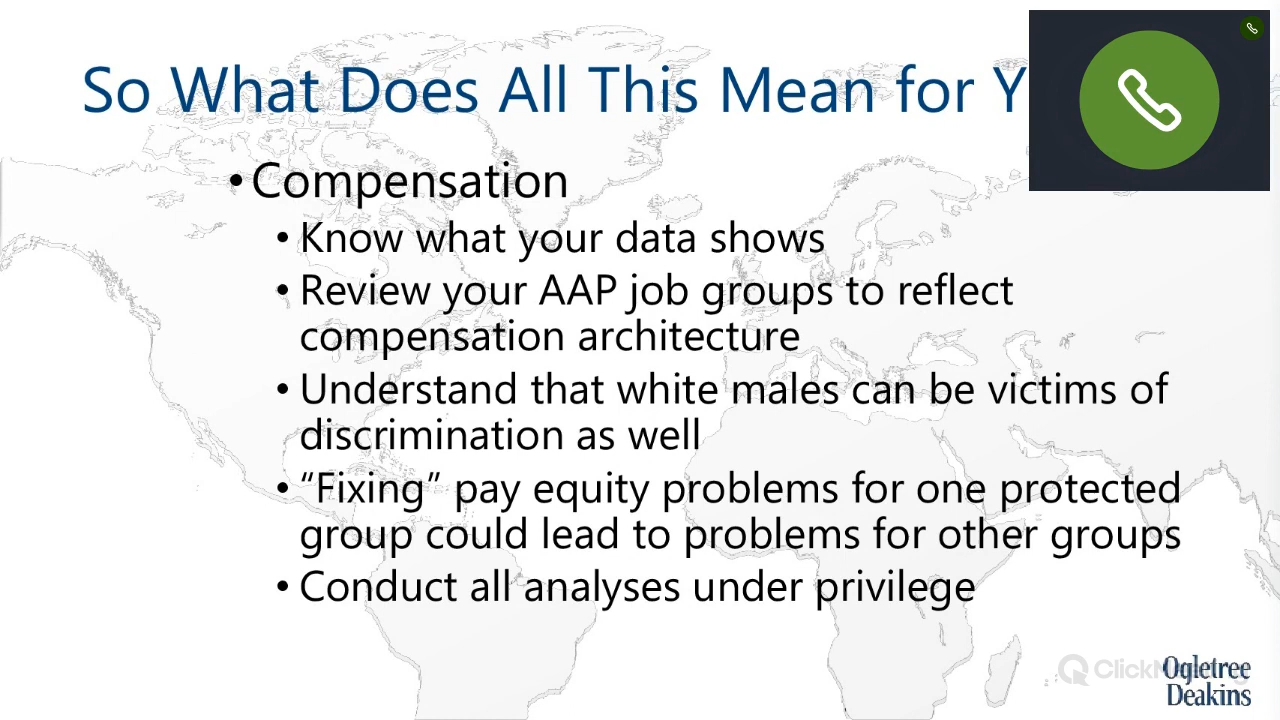 So What Does All This Mean for Y
• Compensation
• Know what your data shows
• Review your AAP job groups to reflect
compensation architecture
• Understand that white males can be victims of
discrimination as well
• “Fixing” pay equity problems for one protected
group could lead to problems for other groups
• Conduct all analyses under privilege
Ogletree
Deakins